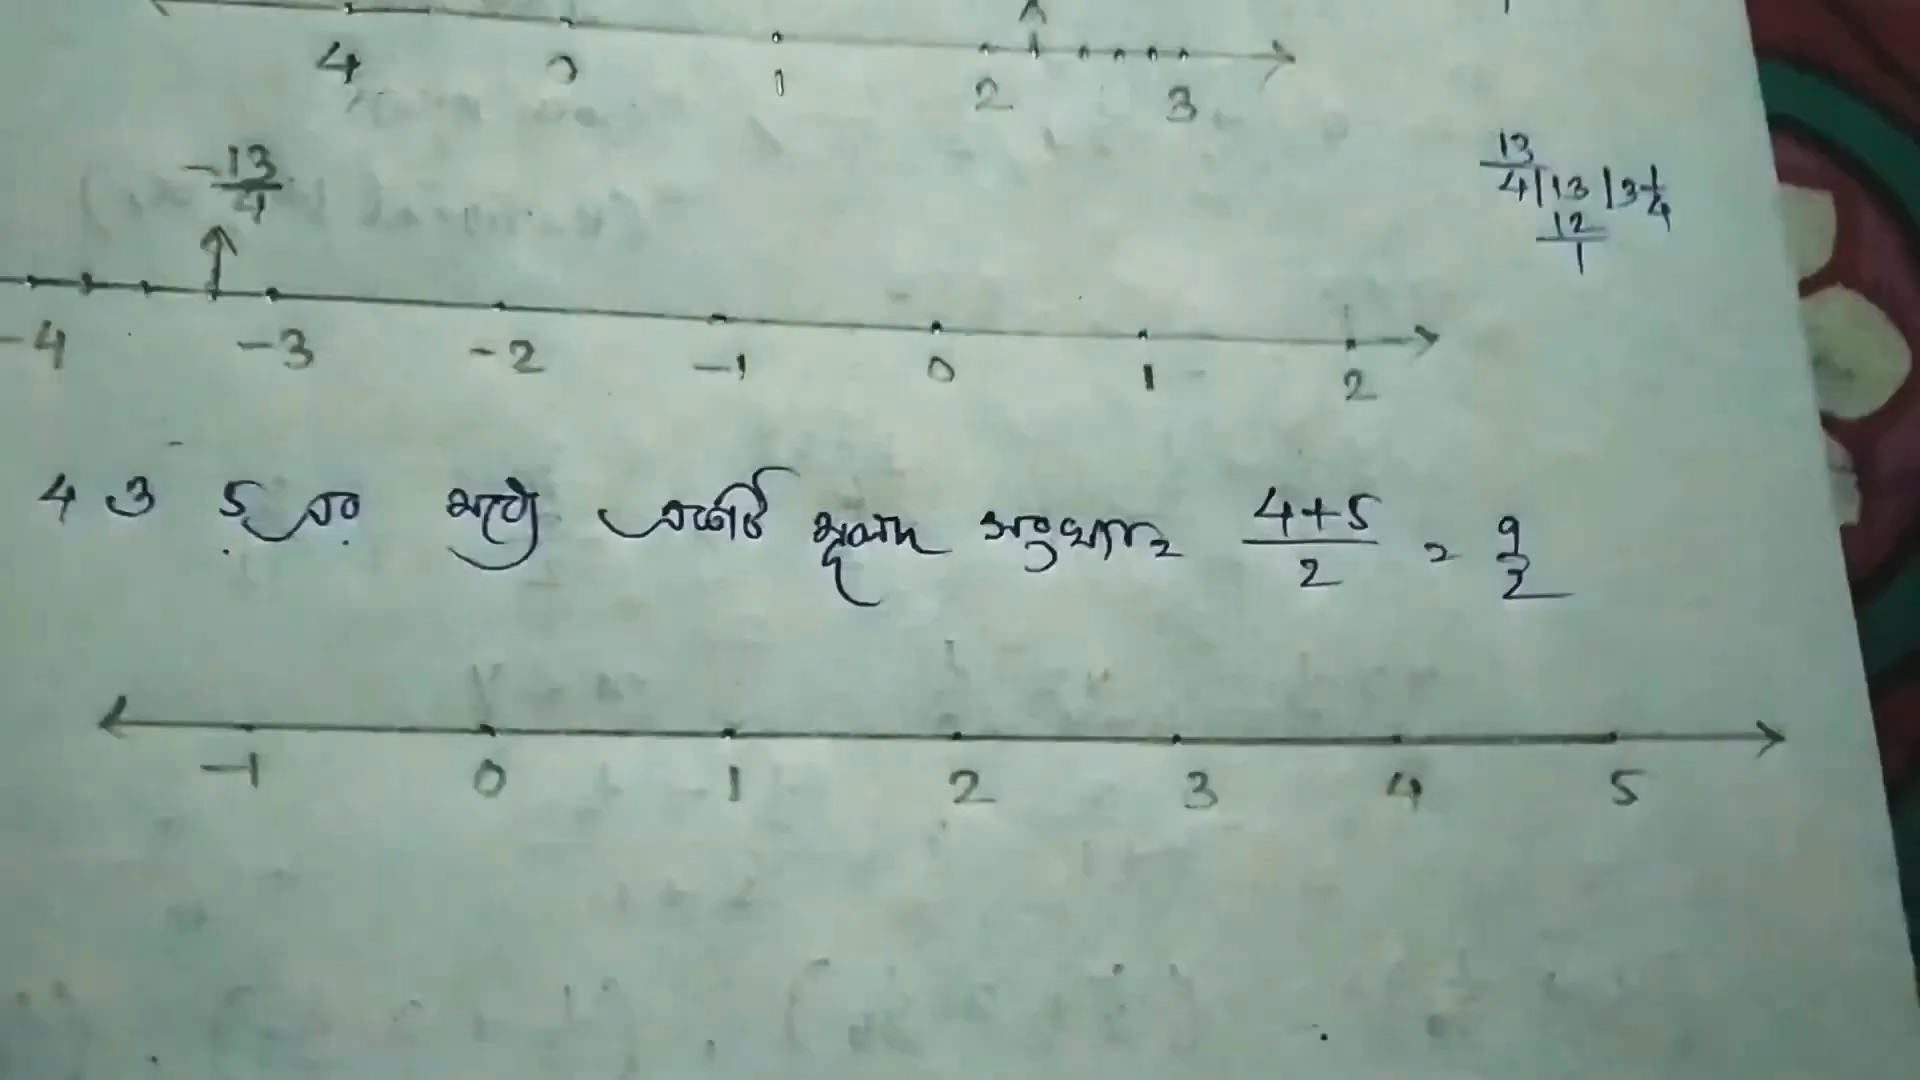 4 0 1 2 3
-13/4
13/4
4|13|3 1/4
12
1
-4 -3 -2 -1 0 1 2
4 ও 5 এর মধ্যে একটি মূলদ সংখ্যা = 4+5/2 = 9/2
-1 0 1 2 3 4 5